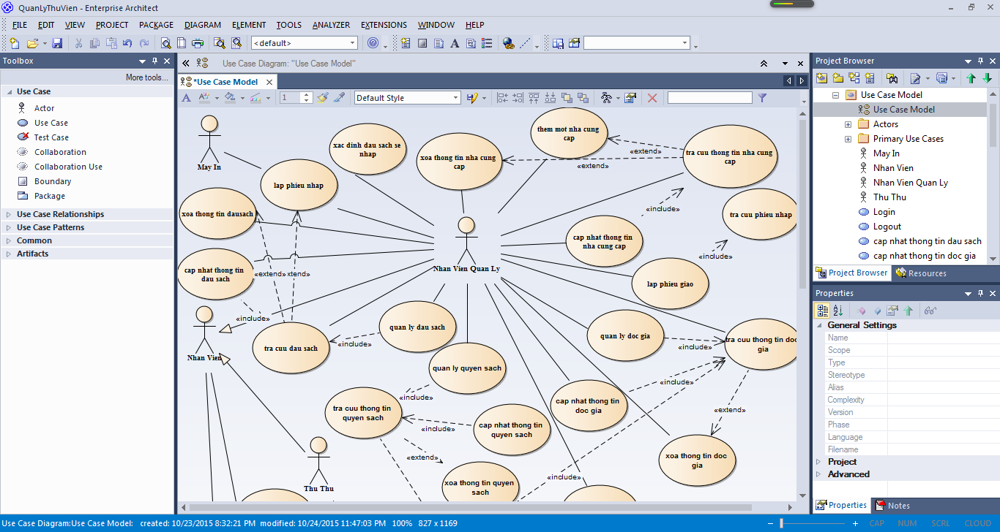 QuanLyThuVien - Enterprise Architect
FILE EDIT VIEW PROJECT PACKAGE DIAGRAM ELEMENT TOOLS ANALYZER EXTENSIONS WINDOW HELP
<default>
Toolbox
More tools...
Use Case
Actor
Use Case
Test Case
Collaboration
Collaboration Use
Boundary
Package
Use Case Relationships
Use Case Patterns
Common
Artifacts
Use Case Diagram: "Use Case Model"
*Use Case Model
1
Default Style
May In
lap phieu nhap
xac dinh dau sach se
nhap
xoa thong tin nha cung
cap
them mot nha cung
cap
«extend»
«extend»
tra cuu thong tin nha cung
cap
xoa thong tin dausach
«include»
tra cuu phieu nhap
cap nhat thong tin
nha cung cap
«include»
Nhan Vien Quan Ly
cap nhat thong tin
dau sach
«extend»
xtend»
lap phieu giao
«include»
Nhan Vien
tra cuu dau sach
«include»
quan ly dau sach
quan ly doc gia
«include»
tra cuu thong tin doc
gia
quan ly quyen sach
«include»
«include»
tra cuu thong tin
quyen sach
«include»
cap nhat thong tin
quyen sach
cap nhat thong tin
doc gia
«extend»
«extend»
xoa thong tin doc
gia
Thu Thu
xoa thong tin quyen
sach
«include»
Project Browser
Use Case Model
Use Case Model
Actors
Primary Use Cases
May In
Nhan Vien
Nhan Vien Quan Ly
Thu Thu
Login
Logout
cap nhat thong tin dau sach
cap nhat thong tin doc gia
Project Browser
Resources
Properties
General Settings
Name
Scope
Type
Stereotype
Alias
Complexity
Version
Phase
Language
Filename
Project
Advanced
Properties
Notes
Use Case Diagram:Use Case Model: created: 10/23/2015 8:32:21 PM modified: 10/24/2015 11:47:03 PM 100% 827 x 1169
CAP NUM SCRL CLOUD